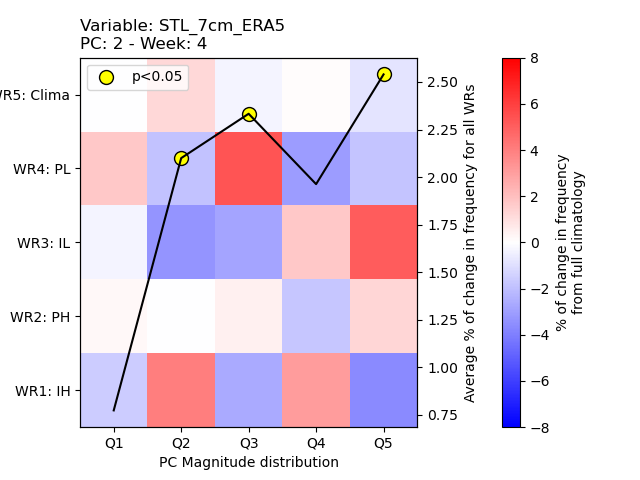 Variable: STL_7cm_ERA5
PC: 2 - Week: 4
p<0.05
WR5: Clima
WR4: PL
WR3: IL
WR2: PH
WR1: IH
Q1 Q2 Q3 Q4 Q5
PC Magnitude distribution
2.50
2.25
2.00
1.75
1.50
1.25
1.00
0.75
Average % of change in frequency for all WRs
8
6
4
2
0
−2
−4
−6
−8
% of change in frequency
from full climatology